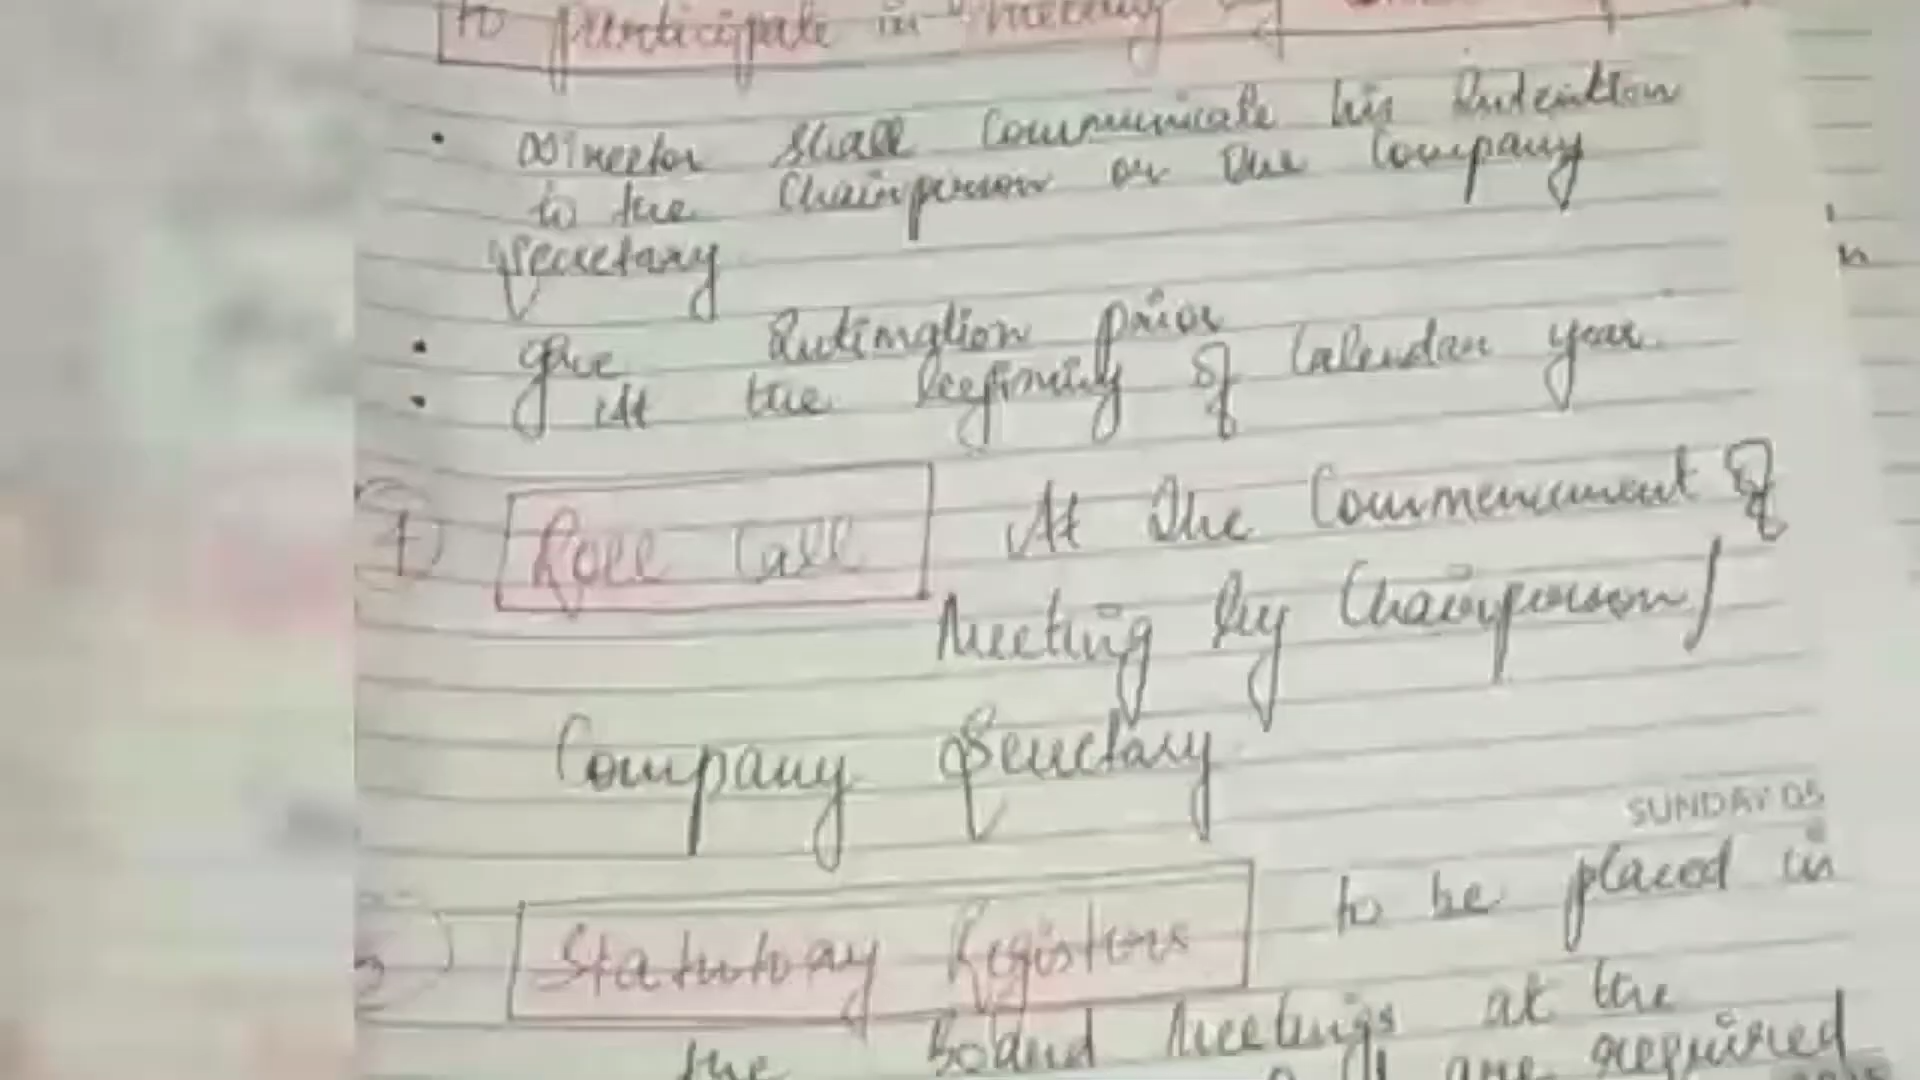 to participate in meeting
• Director shall communicate his Intention
to the Chairperson or the Company
Secretary
• give Intimation prior
• At the beginning of Calendar year
4) Roll Call At the Commencement of
Meeting by Chairperson/
Company Secretary
SUNDAY 05
5) Statutory Registers to be placed in
the Board Meetings at the
are required